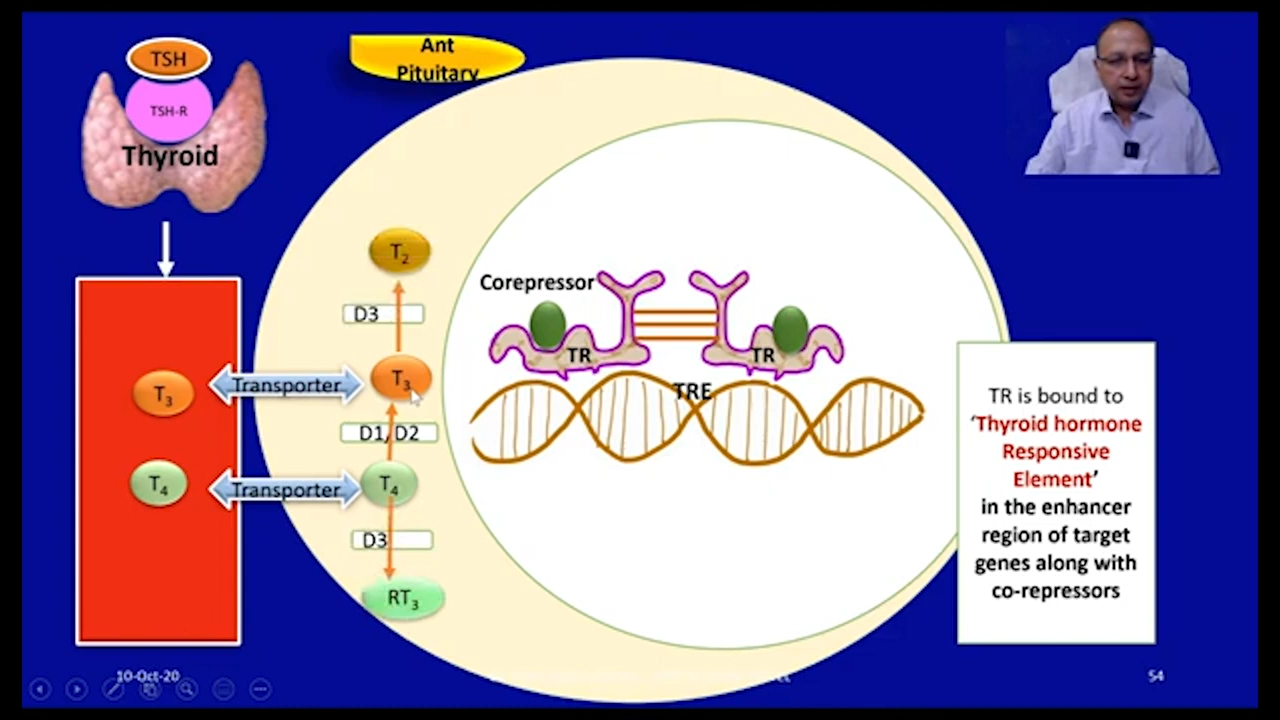 TSH
TSH-R
Thyroid
Ant
Pituitary
T2
D3
Corepressor
TR
TR
TRE
T3
Transporter
T3
D1/D2
T4
Transporter
T4
D3
RT3
TR is bound to
‘Thyroid hormone
Responsive
Element’
in the enhancer
region of target
genes along with
co-repressors
10-Oct-20
54